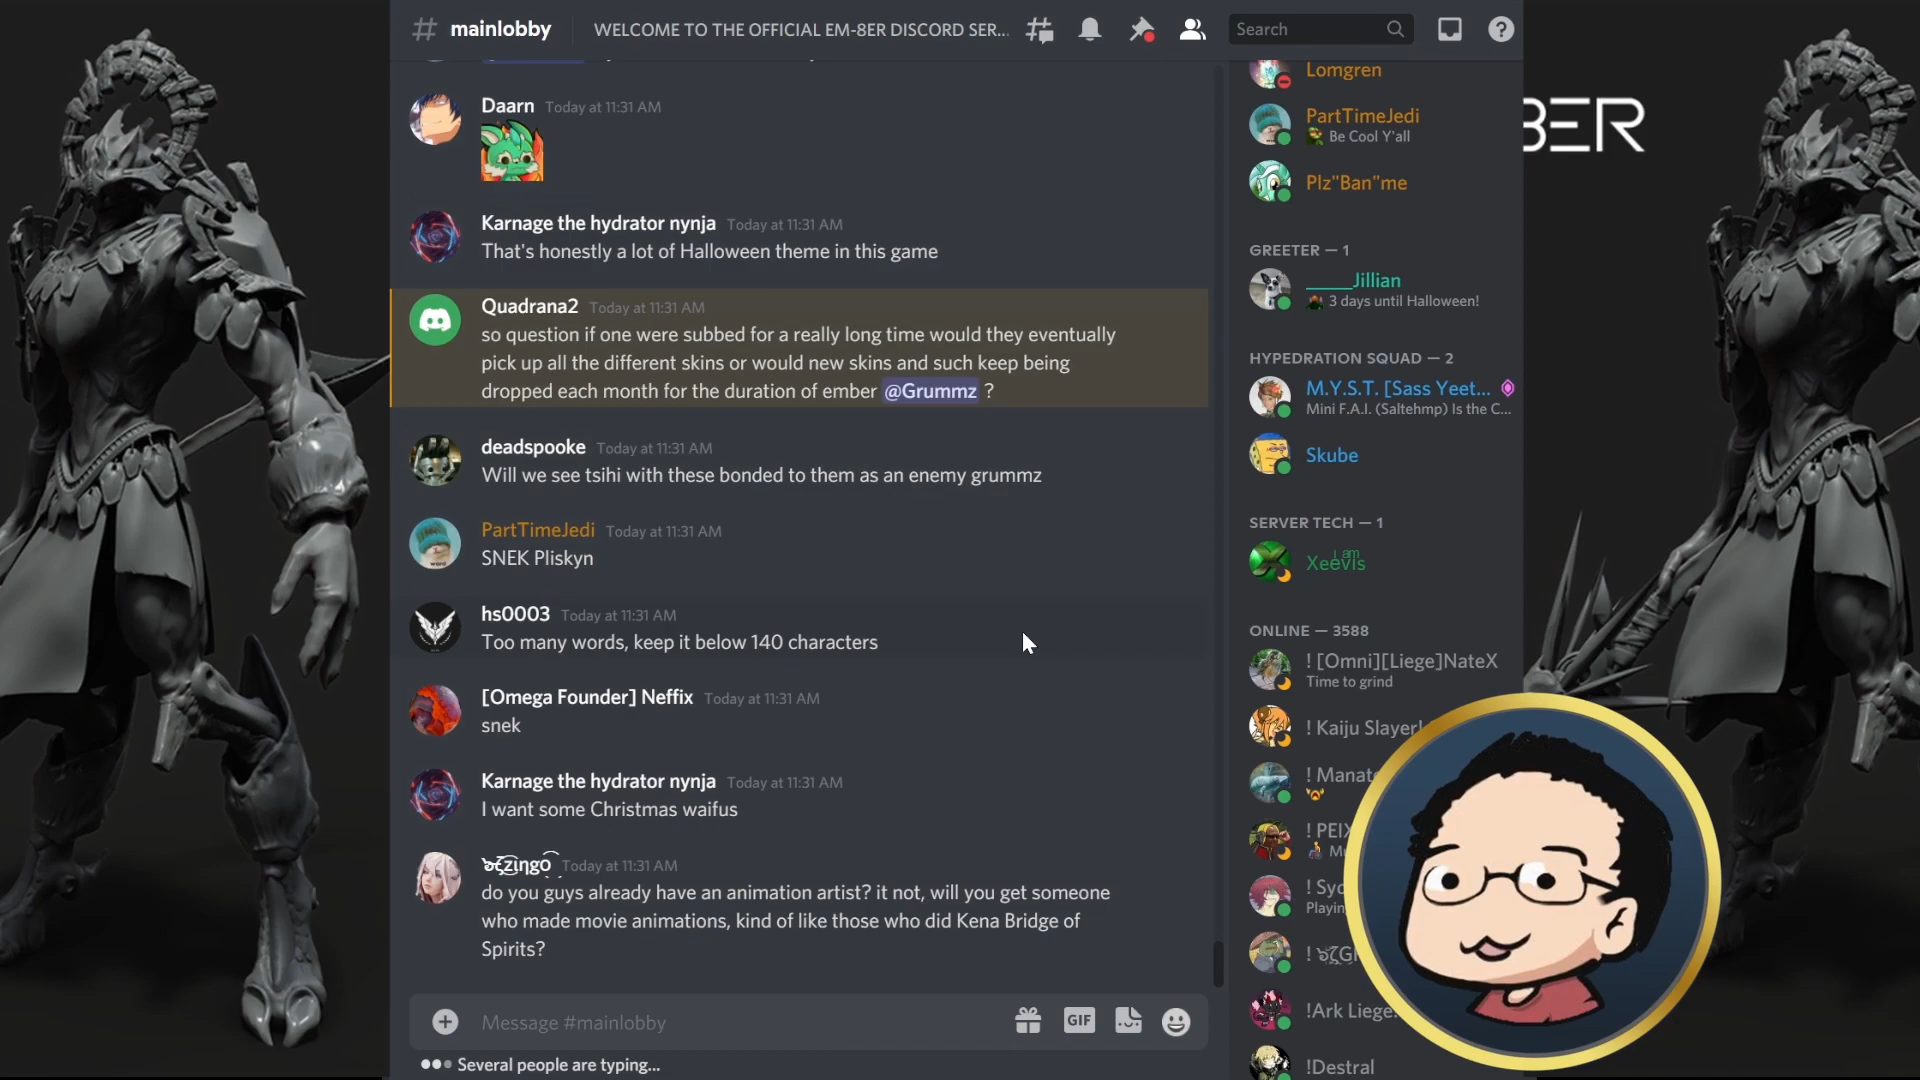 mainlobby
WELCOME TO THE OFFICIAL EM-8ER DISCORD SER...
Search
Daarn Today at 11:31 AM
Karnage the hydrator nynja Today at 11:31 AM
That's honestly a lot of Halloween theme in this game
Quadrana2 Today at 11:31 AM
so question if one were subbed for a really long time would they eventually
pick up all the different skins or would new skins and such keep being
dropped each month for the duration of ember @Grummz ?
deadspooke Today at 11:31 AM
Will we see tsihi with these bonded to them as an enemy grummz
PartTimeJedi Today at 11:31 AM
SNEK Pliskyn
hs0003 Today at 11:31 AM
Too many words, keep it below 140 characters
[Omega Founder] Neffix Today at 11:31 AM
snek
Karnage the hydrator nynja Today at 11:31 AM
I want some Christmas waifus
Today at 11:31 AM
do you guys already have an animation artist? it not, will you get someone
who made movie animations, kind of like those who did Kena Bridge of
Spirits?
Message #mainlobby
GIF
Several people are typing...
Lomgren
PartTimeJedi
Be Cool Y'all
Plz"Ban"me
GREETER — 1
_____Jillian
3 days until Halloween!
HYPEDRATION SQUAD — 2
M.Y.S.T. [Sass Yeet...
Mini F.A.I. (Saltehmp) Is the C...
Skube
SERVER TECH — 1
Xeevis
ONLINE — 3588
! [Omni][Liege]NateX
Time to grind
! Kaiju Slayer!
! Manat
! PEI
! Syc
Playin
!Ark Liege
!Destral
8ER